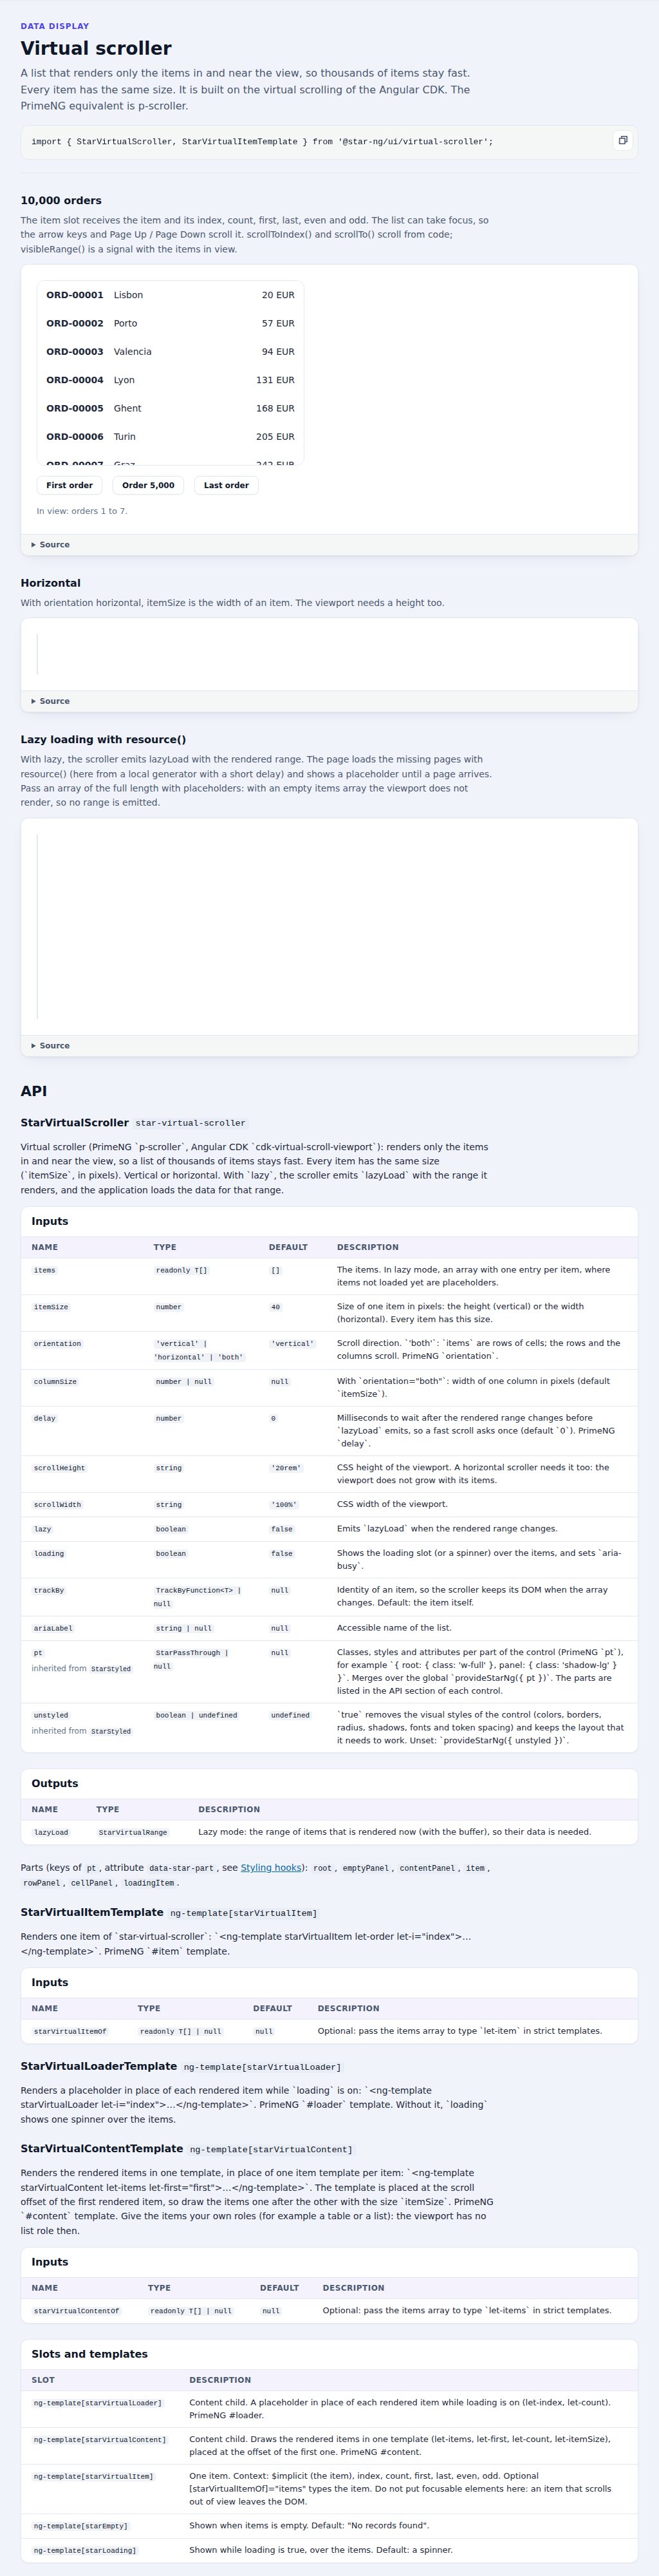 DATA DISPLAY
Virtual scroller
A list that renders only the items in and near the view, so thousands of items stay fast.
Every item has the same size. It is built on the virtual scrolling of the Angular CDK. The
PrimeNG equivalent is p-scroller.
import { StarVirtualScroller, StarVirtualItemTemplate } from '@star-ng/ui/virtual-scroller';
10,000 orders
The item slot receives the item and its index, count, first, last, even and odd. The list can take focus, so
the arrow keys and Page Up / Page Down scroll it. scrollToIndex() and scrollTo() scroll from code;
visibleRange() is a signal with the items in view.
ORD-00001 Lisbon 20 EUR
ORD-00002 Porto 57 EUR
ORD-00003 Valencia 94 EUR
ORD-00004 Lyon 131 EUR
ORD-00005 Ghent 168 EUR
ORD-00006 Turin 205 EUR
ORD-00007 Graz 242 EUR
First order Order 5,000 Last order
In view: orders 1 to 7.
▶ Source
Horizontal
With orientation horizontal, itemSize is the width of an item. The viewport needs a height too.
▶ Source
Lazy loading with resource()
With lazy, the scroller emits lazyLoad with the rendered range. The page loads the missing pages with
resource() (here from a local generator with a short delay) and shows a placeholder until a page arrives.
Pass an array of the full length with placeholders: with an empty items array the viewport does not
render, so no range is emitted.
▶ Source
API
StarVirtualScroller star-virtual-scroller
Virtual scroller (PrimeNG `p-scroller`, Angular CDK `cdk-virtual-scroll-viewport`): renders only the items
in and near the view, so a list of thousands of items stays fast. Every item has the same size
(`itemSize`, in pixels). Vertical or horizontal. With `lazy`, the scroller emits `lazyLoad` with the range it
renders, and the application loads the data for that range.
Inputs
NAME TYPE DEFAULT DESCRIPTION
items readonly T[] [] The items. In lazy mode, an array with one entry per item, where
items not loaded yet are placeholders.
itemSize number 40 Size of one item in pixels: the height (vertical) or the width
(horizontal). Every item has this size.
orientation 'vertical' | 'vertical' Scroll direction. `'both'`: `items` are rows of cells; the rows and the
'horizontal' | 'both' columns scroll. PrimeNG `orientation`.
columnSize number | null null With `orientation="both"`: width of one column in pixels (default
`itemSize`).
delay number 0 Milliseconds to wait after the rendered range changes before
`lazyLoad` emits, so a fast scroll asks once (default `0`). PrimeNG
`delay`.
scrollHeight string '20rem' CSS height of the viewport. A horizontal scroller needs it too: the
viewport does not grow with its items.
scrollWidth string '100%' CSS width of the viewport.
lazy boolean false Emits `lazyLoad` when the rendered range changes.
loading boolean false Shows the loading slot (or a spinner) over the items, and sets `aria-
busy`.
trackBy TrackByFunction<T> | null Identity of an item, so the scroller keeps its DOM when the array
null changes. Default: the item itself.
ariaLabel string | null null Accessible name of the list.
pt StarPassThrough | null Classes, styles and attributes per part of the control (PrimeNG `pt`),
inherited from StarStyled null for example `{ root: { class: 'w-full' }, panel: { class: 'shadow-lg' }
}`. Merges over the global `provideStarNg({ pt })`. The parts are
listed in the API section of each control.
unstyled boolean | undefined undefined `true` removes the visual styles of the control (colors, borders,
inherited from StarStyled radius, shadows, fonts and token spacing) and keeps the layout that
it needs to work. Unset: `provideStarNg({ unstyled })`.
Outputs
NAME TYPE DESCRIPTION
lazyLoad StarVirtualRange Lazy mode: the range of items that is rendered now (with the buffer), so their data is needed.
Parts (keys of pt, attribute data-star-part, see Styling hooks): root, emptyPanel, contentPanel, item,
rowPanel, cellPanel, loadingItem.
StarVirtualItemTemplate ng-template[starVirtualItem]
Renders one item of `star-virtual-scroller`: `<ng-template starVirtualItem let-order let-i="index">…
</ng-template>`. PrimeNG `#item` template.
Inputs
NAME TYPE DEFAULT DESCRIPTION
starVirtualItemOf readonly T[] | null null Optional: pass the items array to type `let-item` in strict templates.
StarVirtualLoaderTemplate ng-template[starVirtualLoader]
Renders a placeholder in place of each rendered item while `loading` is on: `<ng-template
starVirtualLoader let-i="index">…</ng-template>`. PrimeNG `#loader` template. Without it, `loading`
shows one spinner over the items.
StarVirtualContentTemplate ng-template[starVirtualContent]
Renders the rendered items in one template, in place of one item template per item: `<ng-template
starVirtualContent let-items let-first="first">…</ng-template>`. The template is placed at the scroll
offset of the first rendered item, so draw the items one after the other with the size `itemSize`. PrimeNG
`#content` template. Give the items your own roles (for example a table or a list): the viewport has no
list role then.
Inputs
NAME TYPE DEFAULT DESCRIPTION
starVirtualContentOf readonly T[] | null null Optional: pass the items array to type `let-items` in strict templates.
Slots and templates
SLOT DESCRIPTION
ng-template[starVirtualLoader] Content child. A placeholder in place of each rendered item while loading is on (let-index, let-count).
PrimeNG #loader.
ng-template[starVirtualContent] Content child. Draws the rendered items in one template (let-items, let-first, let-count, let-itemSize),
placed at the offset of the first one. PrimeNG #content.
ng-template[starVirtualItem] One item. Context: $implicit (the item), index, count, first, last, even, odd. Optional
[starVirtualItemOf]="items" types the item. Do not put focusable elements here: an item that scrolls
out of view leaves the DOM.
ng-template[starEmpty] Shown when items is empty. Default: "No records found".
ng-template[starLoading] Shown while loading is true, over the items. Default: a spinner.